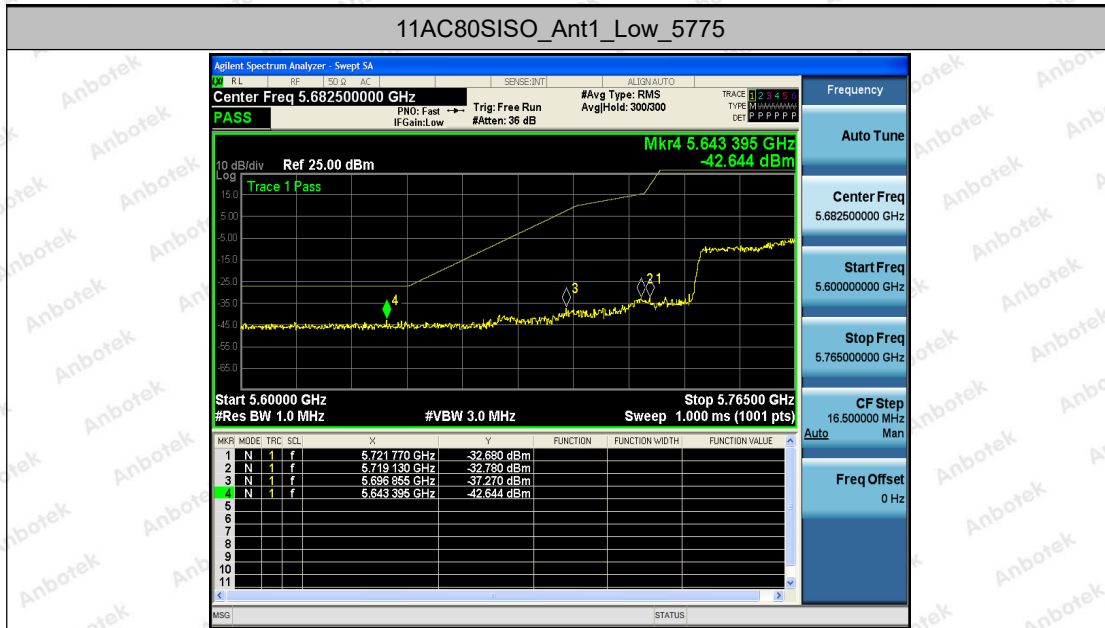 11AC80SISO_Ant1_Low_5775
Agilent Spectrum Analyzer - Swept SA
RL RF 50 Ω AC SENSE:INT ALIGNAUTO
Center Freq 5.682500000 GHz
PASS
PNO: Fast
IFGain:Low
Trig: Free Run
#Atten: 36 dB
#Avg Type: RMS
Avg|Hold: 300/300
TRACE 1 2 3 4 5 6
TYPE M WWWWW
DET P P P P P P
Mkr4 5.643 395 GHz
-42.644 dBm
10 dB/div Ref 25.00 dBm
Log
Trace 1 Pass
15.0
5.00
-5.00
-15.0
-25.0
-35.0
-45.0
-55.0
-65.0
4
3
2 1
Start 5.60000 GHz Stop 5.76500 GHz
#Res BW 1.0 MHz #VBW 3.0 MHz Sweep 1.000 ms (1001 pts)
MKR MODE TRC SCL X Y FUNCTION FUNCTION WIDTH FUNCTION VALUE
1 N 1 f 5.721 770 GHz -32.680 dBm
2 N 1 f 5.719 130 GHz -32.780 dBm
3 N 1 f 5.696 855 GHz -37.270 dBm
4 N 1 f 5.643 395 GHz -42.644 dBm
5
6
7
8
9
10
11
MSG STATUS
Frequency
Auto Tune
Center Freq
5.682500000 GHz
Start Freq
5.600000000 GHz
Stop Freq
5.765000000 GHz
CF Step
16.500000 MHz
Auto Man
Freq Offset
0 Hz
Anbotek